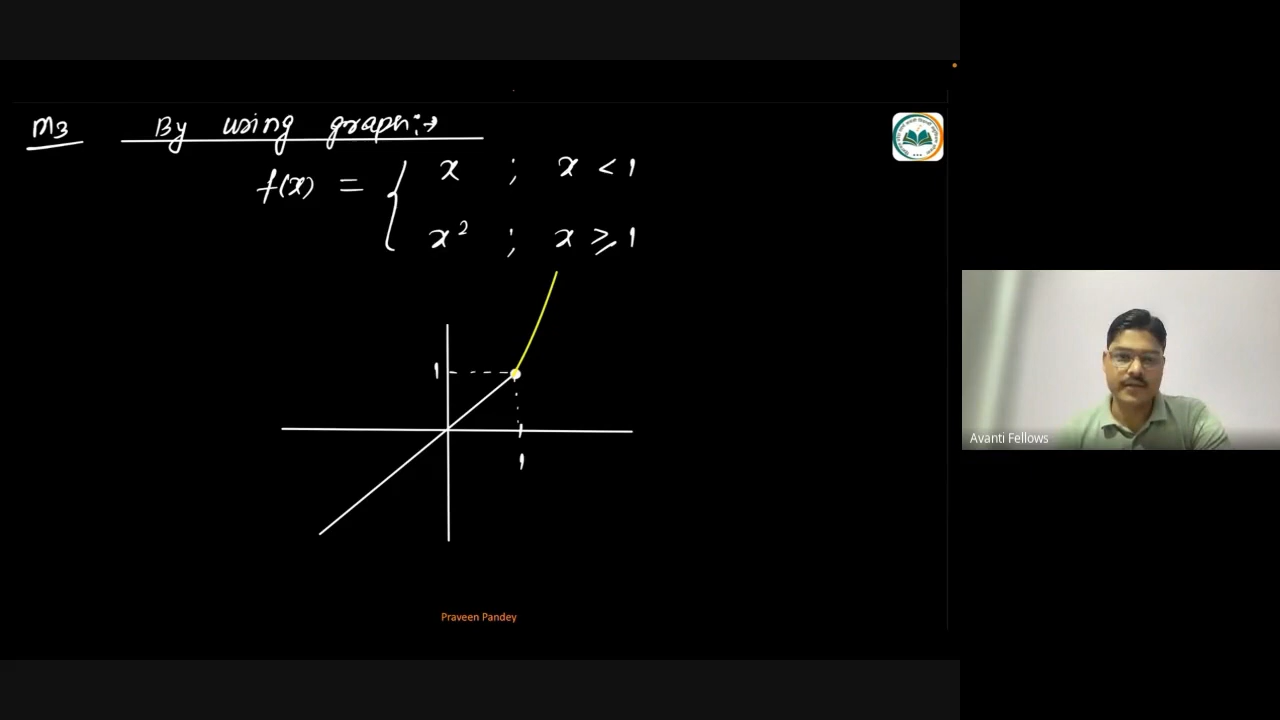 M3 By using graph:→
f(x) = { x ; x < 1
x² ; x ⩾ 1
1
1
Praveen Pandey
Avanti Fellows